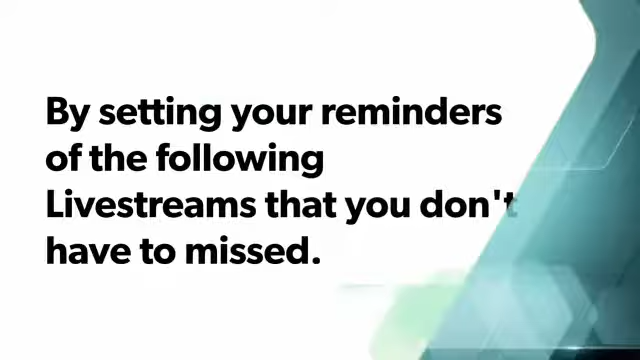 By setting your reminders
of the following
Livestreams that you don't
have to missed.